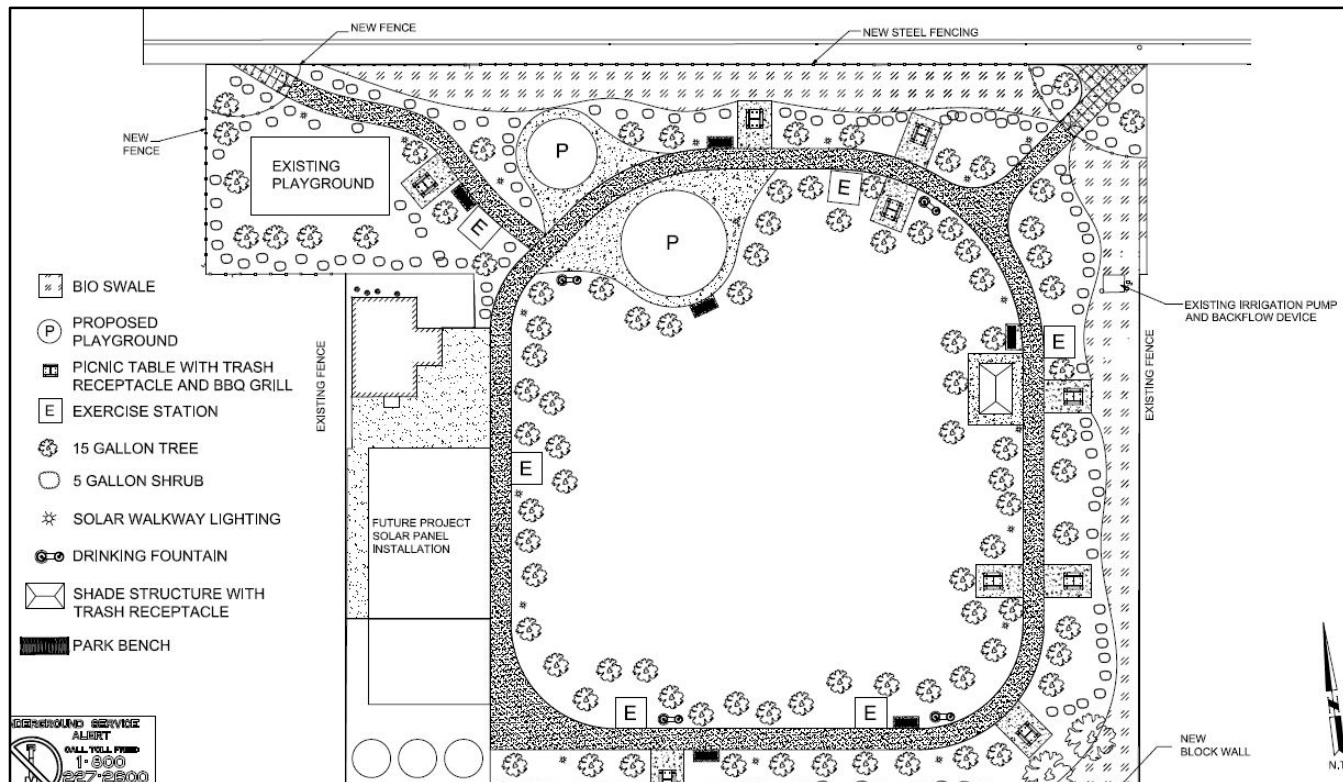 NEW FENCE
NEW STEEL FENCING
NEW
FENCE
P
EXISTING
PLAYGROUND
E
E
P
BIO SWALE
P
PROPOSED
PLAYGROUND
PICNIC TABLE WITH TRASH
RECEPTACLE AND BBQ GRILL
E
EXERCISE STATION
15 GALLON TREE
5 GALLON SHRUB
SOLAR WALKWAY LIGHTING
DRINKING FOUNTAIN
SHADE STRUCTURE WITH
TRASH RECEPTACLE
PARK BENCH
EXISTING IRRIGATION PUMP
AND BACKFLOW DEVICE
EXISTING FENCE
EXISTING FENCE
E
E
FUTURE PROJECT
SOLAR PANEL
INSTALLATION
E
E
NEW
BLOCK WALL
SERVICE
ALERT
CALL TOLL FREE
1-800
227-2600